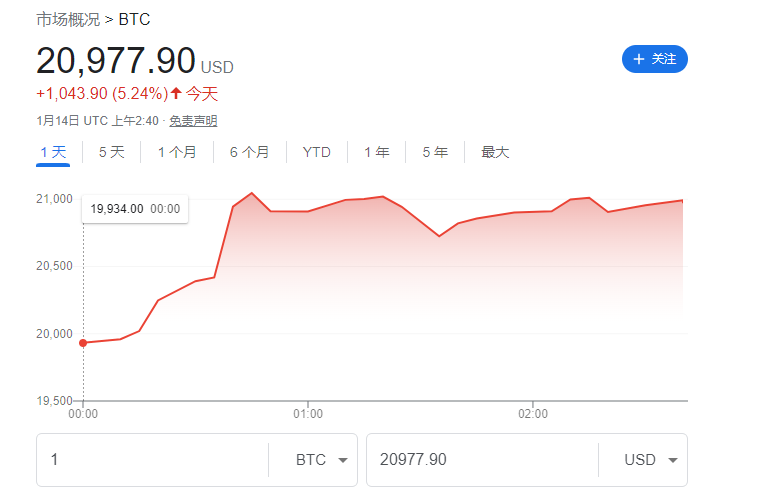 市场概况 > BTC
20,977.90 USD
+ 关注
+1,043.90 (5.24%)↑ 今天
1月14日 UTC 上午2:40 · 免责声明
1 天 5 天 1 个月 6 个月 YTD 1 年 5 年 最大
21,000
19,934.00 00:00
20,500
20,000
19,500
00:00 01:00 02:00
1 BTC 20977.90 USD